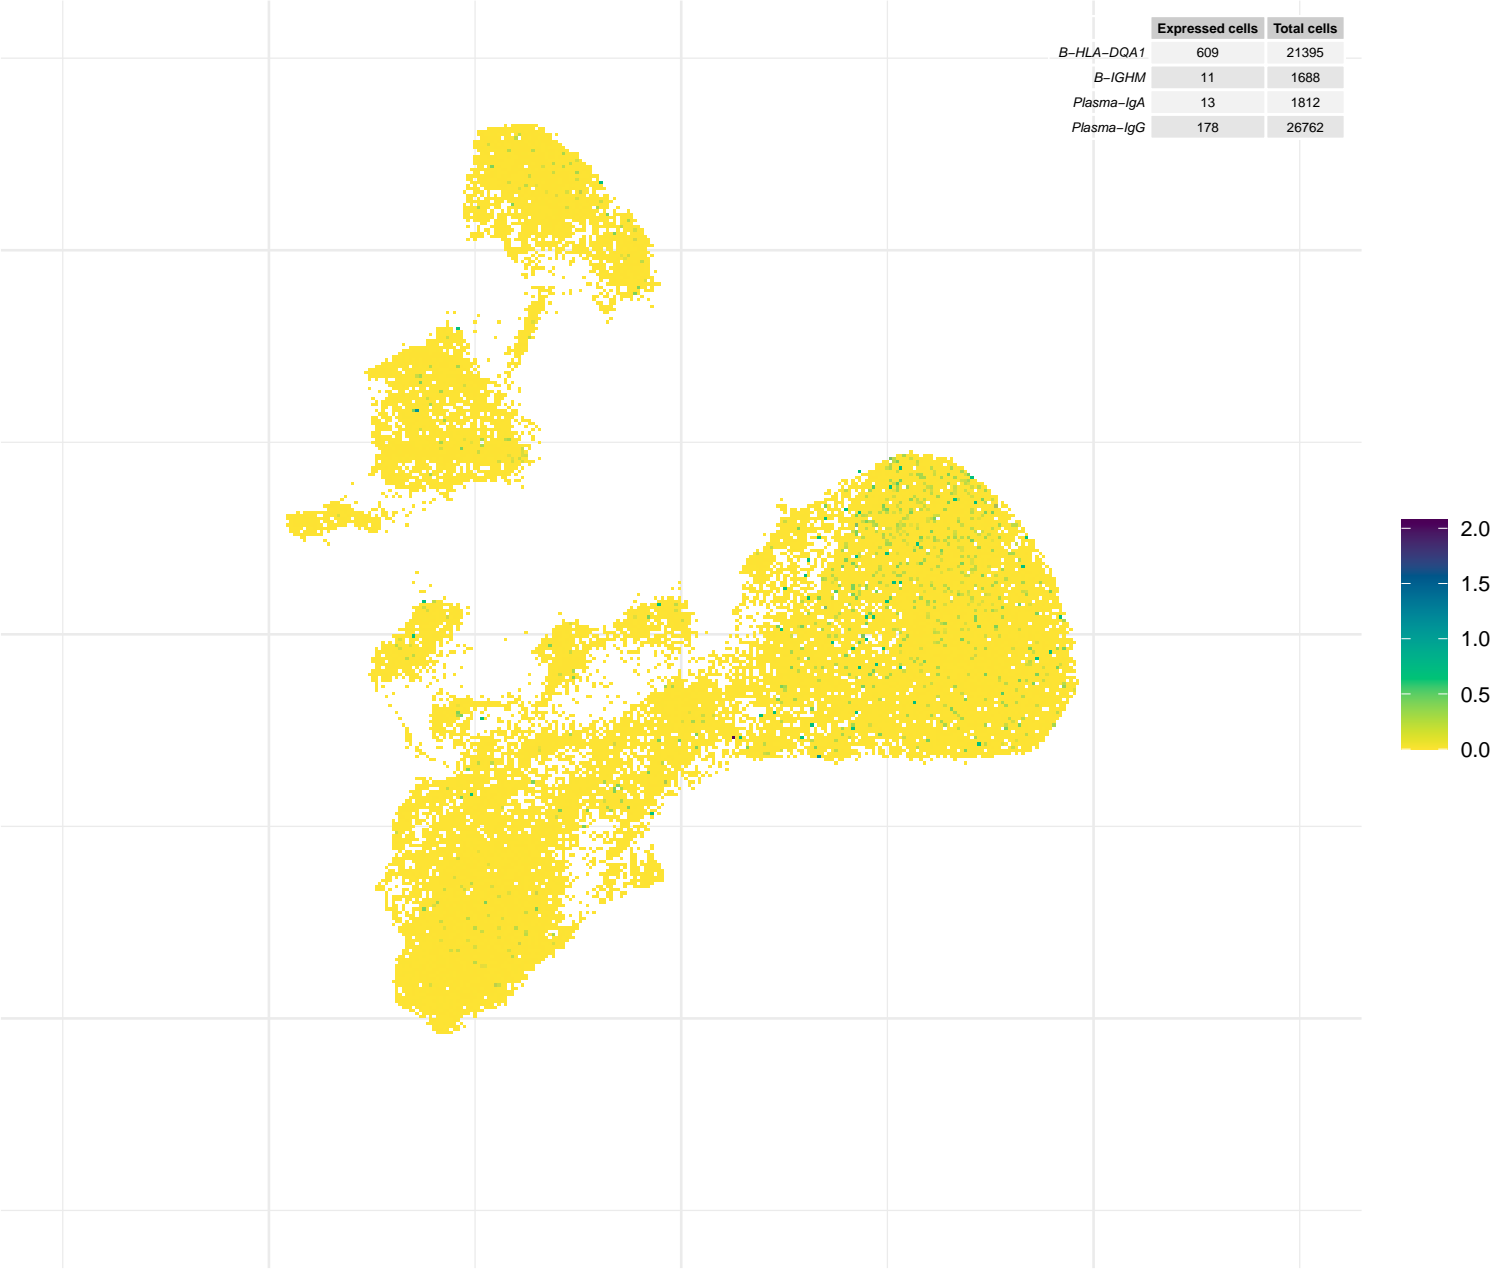 Expressed cells Total cells
B−HLA−DQA1 609 21395
B−IGHM 11 1688
Plasma−IgA 13 1812
Plasma−IgG 178 26762
2.0
1.5
1.0
0.5
0.0